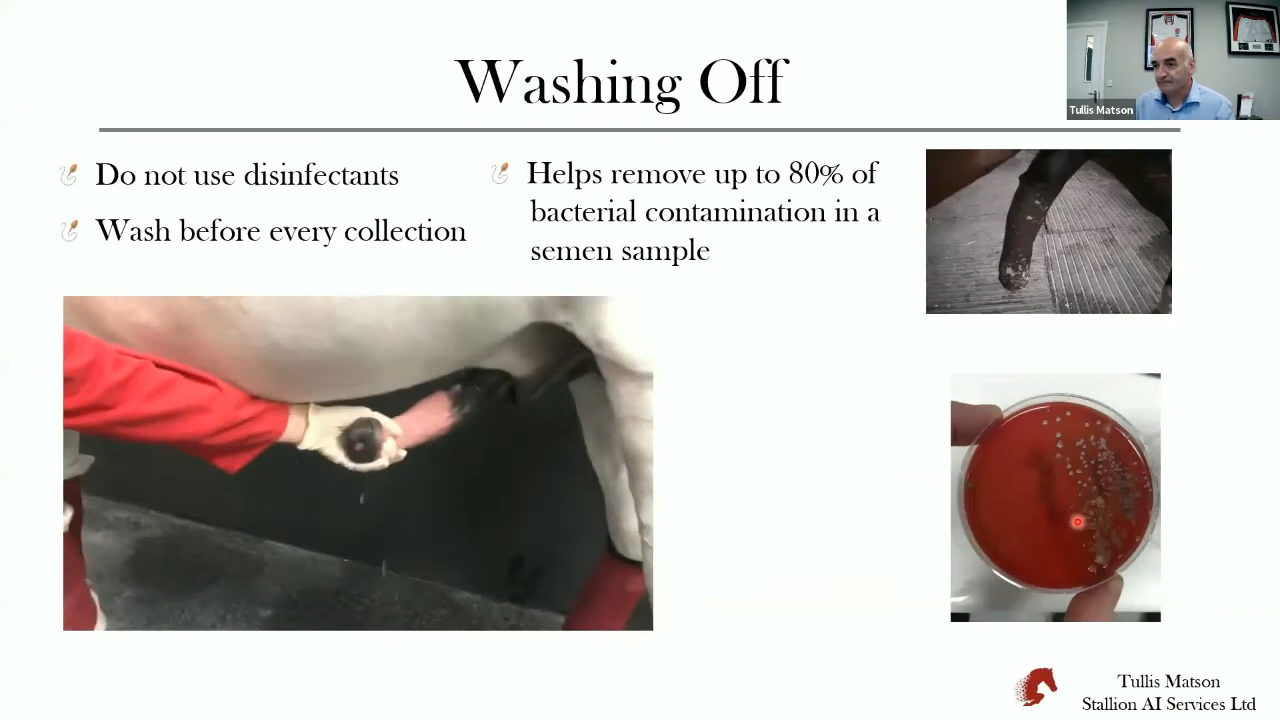 Washing Off
Tullis Matson
Do not use disinfectants
Wash before every collection
Helps remove up to 80% of
bacterial contamination in a
semen sample
Tullis Matson
Stallion AI Services Ltd